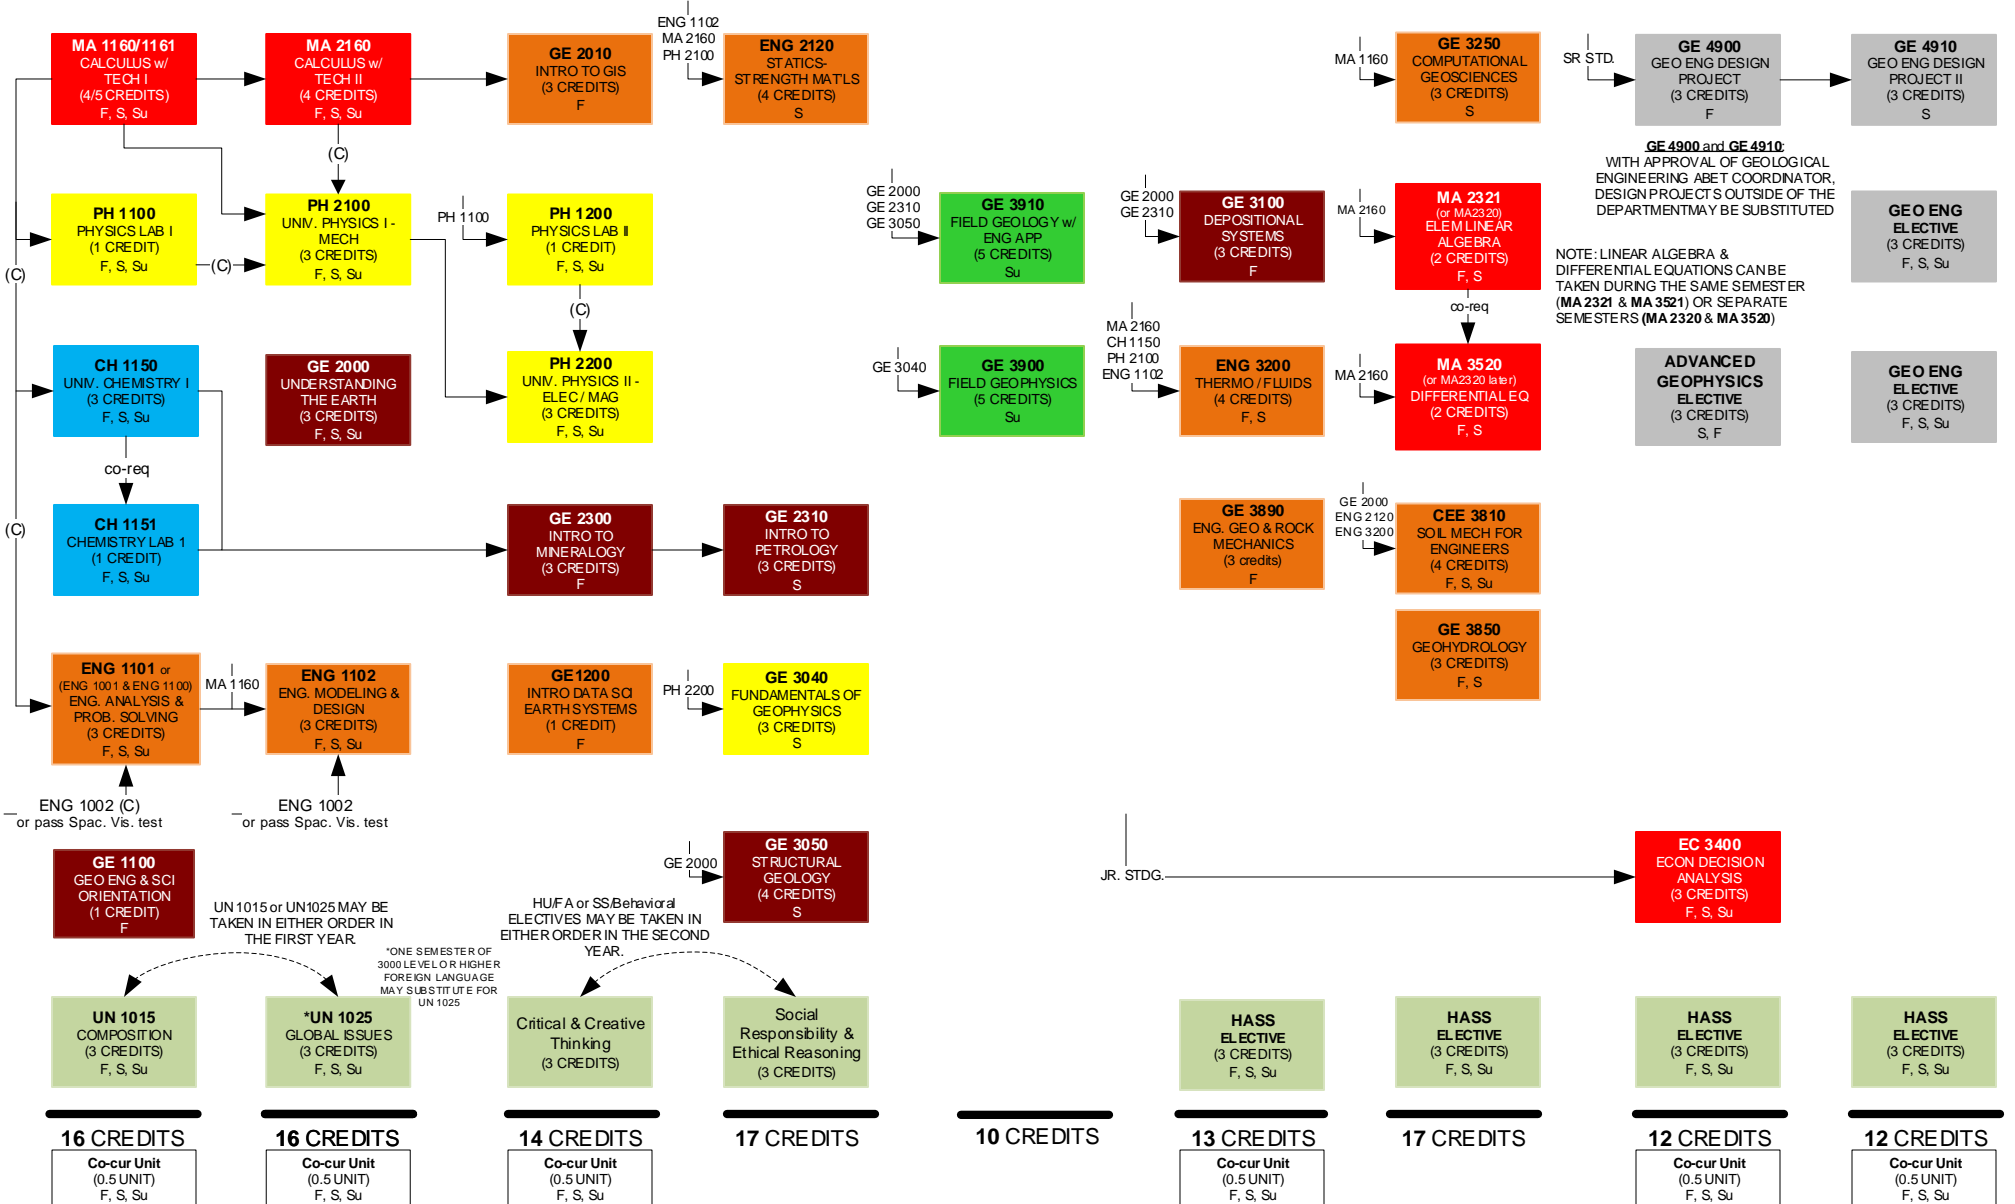 MA 1160/1161
CALCULUS w/
TECH I
(4/5 CREDITS)
F, S, Su
MA 2160
CALCULUS w/
TECH II
(4 CREDITS)
F, S, Su
GE 2010
INTRO TO GIS
(3 CREDITS)
F
ENG 1102
MA 2160
PH 2100
ENG 2120
STATICS-
STRENGTH MAT'LS
(4 CREDITS)
S
MA 1160
GE 3250
COMPUTATIONAL
GEOSCIENCES
(3 CREDITS)
S
SR STD.
GE 4900
GEO ENG DESIGN
PROJECT
(3 CREDITS)
F
GE 4910
GEO ENG DESIGN
PROJECT II
(3 CREDITS)
S
(C)
GE 4900 and GE 4910:
WITH APPROVAL OF GEOLOGICAL
ENGINEERING ABET COORDINATOR,
DESIGN PROJECTS OUTSIDE OF THE
DEPARTMENTMAY BE SUBSTITUTED
PH 1100
PHYSICS LAB I
(1 CREDIT)
F, S, Su
(C)
(C)
PH 2100
UNIV. PHYSICS I -
MECH
(3 CREDITS)
F, S, Su
PH 1100
PH 1200
PHYSICS LAB II
(1 CREDIT)
F, S, Su
(C)
GE 2000
GE 2310
GE 3050
GE 3910
FIELD GEOLOGY w/
ENG APP
(5 CREDITS)
Su
GE 2000
GE 2310
GE 3100
DEPOSITIONAL
SYSTEMS
(3 CREDITS)
F
MA 2160
MA 2321
(or MA2320)
ELEM LINEAR
ALGEBRA
(2 CREDITS)
F, S
co-req
GEO ENG
ELECTIVE
(3 CREDITS)
F, S, Su
NOTE: LINEAR ALGEBRA &
DIFFERENTIAL EQUATIONS CAN BE
TAKEN DURING THE SAME SEMESTER
(MA 2321 & MA 3521) OR SEPARATE
SEMESTERS (MA 2320 & MA 3520)
CH 1150
UNIV. CHEMISTRY I
(3 CREDITS)
F, S, Su
co-req
GE 2000
UNDERSTANDING
THE EARTH
(3 CREDITS)
F, S, Su
PH 2200
UNIV. PHYSICS II -
ELEC / MAG
(3 CREDITS)
F, S, Su
GE 3040
GE 3900
FIELD GEOPHYSICS
(5 CREDITS)
Su
MA 2160
CH 1150
PH 2100
ENG 1102
ENG 3200
THERMO / FLUIDS
(4 CREDITS)
F, S
MA 2160
MA 3520
(or MA2320 later)
DIFFERENTIAL EQ
(2 CREDITS)
F, S
ADVANCED
GEOPHYSICS
ELECTIVE
(3 CREDITS)
S, F
GEO ENG
ELECTIVE
(3 CREDITS)
F, S, Su
(C)
CH 1151
CHEMISTRY LAB 1
(1 CREDIT)
F, S, Su
GE 2300
INTRO TO
MINERALOGY
(3 CREDITS)
F
GE 2310
INTRO TO
PETROLOGY
(3 CREDITS)
S
GE 3890
ENG. GEO & ROCK
MECHANICS
(3 credits)
F
GE 2000
ENG 2120
ENG 3200
CEE 3810
SOIL MECH FOR
ENGINEERS
(4 CREDITS)
F, S, Su
GE 3850
GEOHYDROLOGY
(3 CREDITS)
F, S
ENG 1101 or
(ENG 1001 & ENG 1100)
ENG. ANALYSIS &
PROB. SOLVING
(3 CREDITS)
F, S, Su
MA 1160
ENG 1102
ENG. MODELING &
DESIGN
(3 CREDITS)
F, S, Su
GE1200
INTRO DATA SCI
EARTH SYSTEMS
(1 CREDIT)
F
PH 2200
GE 3040
FUNDAMENTALS OF
GEOPHYSICS
(3 CREDITS)
S
ENG 1002 (C)
or pass Spac. Vis. test
ENG 1002
or pass Spac. Vis. test
GE 1100
GEO ENG & SCI
ORIENTATION
(1 CREDIT)
F
GE 2000
GE 3050
STRUCTURAL
GEOLOGY
(4 CREDITS)
S
JR. STDG.
EC 3400
ECON DECISION
ANALYSIS
(3 CREDITS)
F, S, Su
UN 1015 or UN1025 MAY BE
TAKEN IN EITHER ORDER IN
THE FIRST YEAR.
*ONE SEMESTER OF
3000 LEVEL OR HIGHER
FOREIGN LANGUAGE
MAY SUBSTITUTE FOR
UN 1025
HU/FA or SS/Behavioral
ELECTIVES MAY BE TAKEN IN
EITHER ORDER IN THE SECOND
YEAR.
UN 1015
COMPOSITION
(3 CREDITS)
F, S, Su
*UN 1025
GLOBAL ISSUES
(3 CREDITS)
F, S, Su
Critical & Creative
Thinking
(3 CREDITS)
Social
Responsibility &
Ethical Reasoning
(3 CREDITS)
HASS
ELECTIVE
(3 CREDITS)
F, S, Su
HASS
ELECTIVE
(3 CREDITS)
F, S, Su
HASS
ELECTIVE
(3 CREDITS)
F, S, Su
HASS
ELECTIVE
(3 CREDITS)
F, S, Su
16 CREDITS
16 CREDITS
14 CREDITS
17 CREDITS
10 CREDITS
13 CREDITS
17 CREDITS
12 CREDITS
12 CREDITS
Co-cur Unit
(0.5 UNIT)
F, S, Su
Co-cur Unit
(0.5 UNIT)
F, S, Su
Co-cur Unit
(0.5 UNIT)
F, S, Su
Co-cur Unit
(0.5 UNIT)
F, S, Su
Co-cur Unit
(0.5 UNIT)
F, S, Su
Co-cur Unit
(0.5 UNIT)
F, S, Su